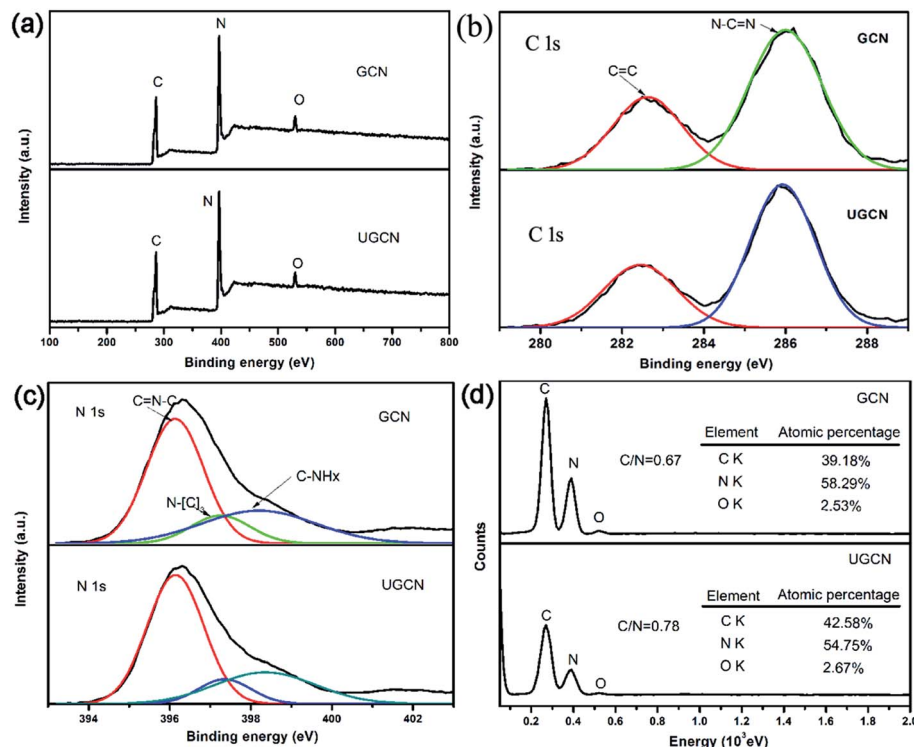 (a)
N
GCN
C
O
N
UGCN
C
O
Intensity (a.u.)
100 200 300 400 500 600 700 800
Binding energy (eV)
(b)
C 1s
N-C=N
GCN
C=C
C 1s
UGCN
Intensity (a.u.)
280 282 284 286 288
Binding energy (eV)
(c)
N 1s
C=N-C
GCN
C-NHx
N-[C]3
N 1s
UGCN
Intensity (a.u.)
394 396 398 400 402
Binding energy (eV)
(d)
C
GCN
Element Atomic percentage
C/N=0.67
C K 39.18%
N
N K 58.29%
O K 2.53%
O
UGCN
Element Atomic percentage
C
C/N=0.78
C K 42.58%
N K 54.75%
N
O K 2.67%
O
Counts
0.2 0.4 0.6 0.8 1.0 1.2 1.4 1.6 1.8 2.0
Energy (10³eV)